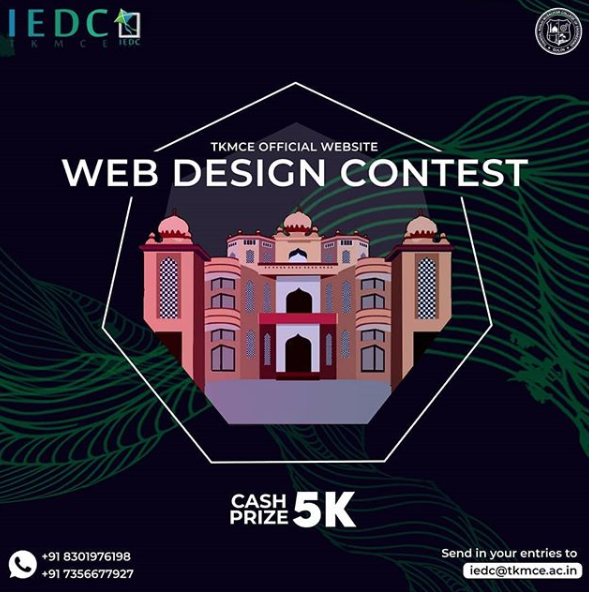 IEDC
TKMCE
IEDC
TKMCE OFFICIAL WEBSITE
WEB DESIGN CONTEST
CASH
PRIZE 5K
+91 8301976198
+91 7356677927
Send in your entries to
iedc@tkmce.ac.in